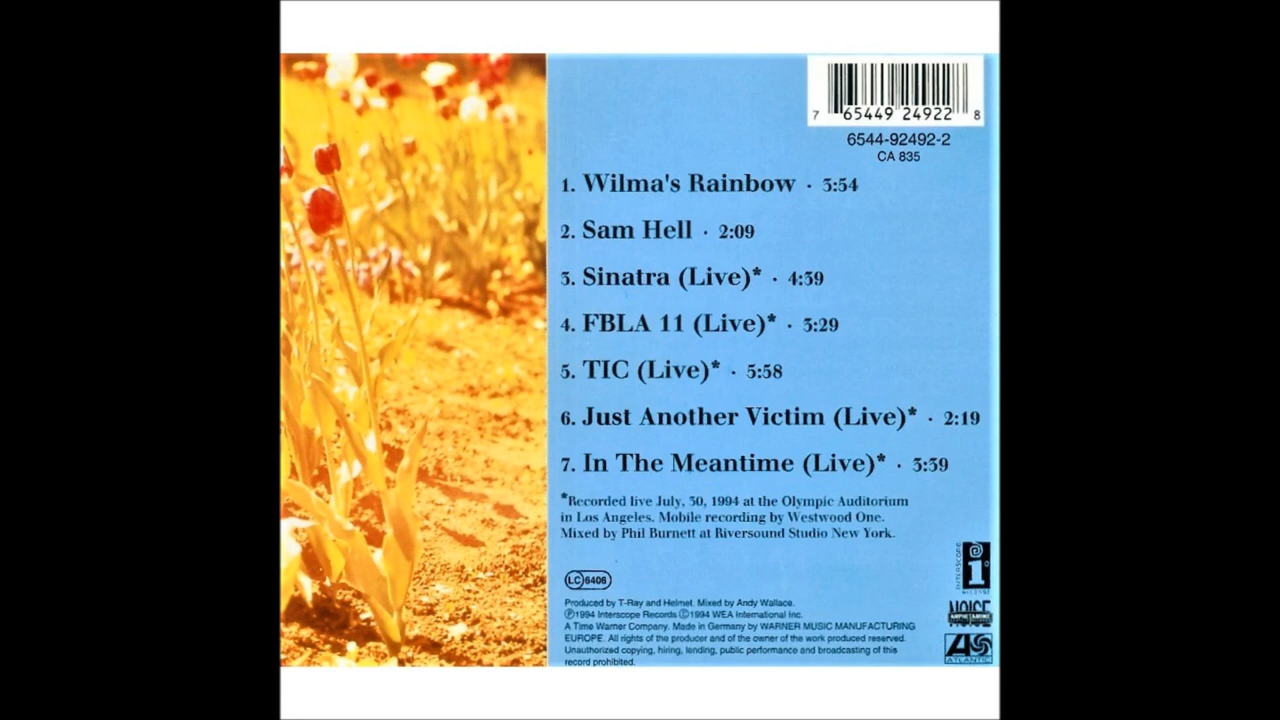 7 65449 24922 8
6544-92492-2
CA 835
1. Wilma's Rainbow · 3:54
2. Sam Hell · 2:09
3. Sinatra (Live)* · 4:39
4. FBLA 11 (Live)* · 3:29
5. TIC (Live)* · 5:58
6. Just Another Victim (Live)* · 2:19
7. In The Meantime (Live)* · 3:39
*Recorded live July, 30, 1994 at the Olympic Auditorium
in Los Angeles. Mobile recording by Westwood One.
Mixed by Phil Burnett at Riversound Studio New York.
LC 6406
Produced by T-Ray and Helmet. Mixed by Andy Wallace.
℗1994 Interscope Records ©1994 WEA International Inc.
A Time Warner Company. Made in Germany by WARNER MUSIC MANUFACTURING
EUROPE. All rights of the producer and of the owner of the work produced reserved.
Unauthorized copying, hiring, lending, public performance and broadcasting of this
record prohibited.
INTERSCOPE
i
RECORDS
NOISE
AMPHETAMINE
ATLANTIC